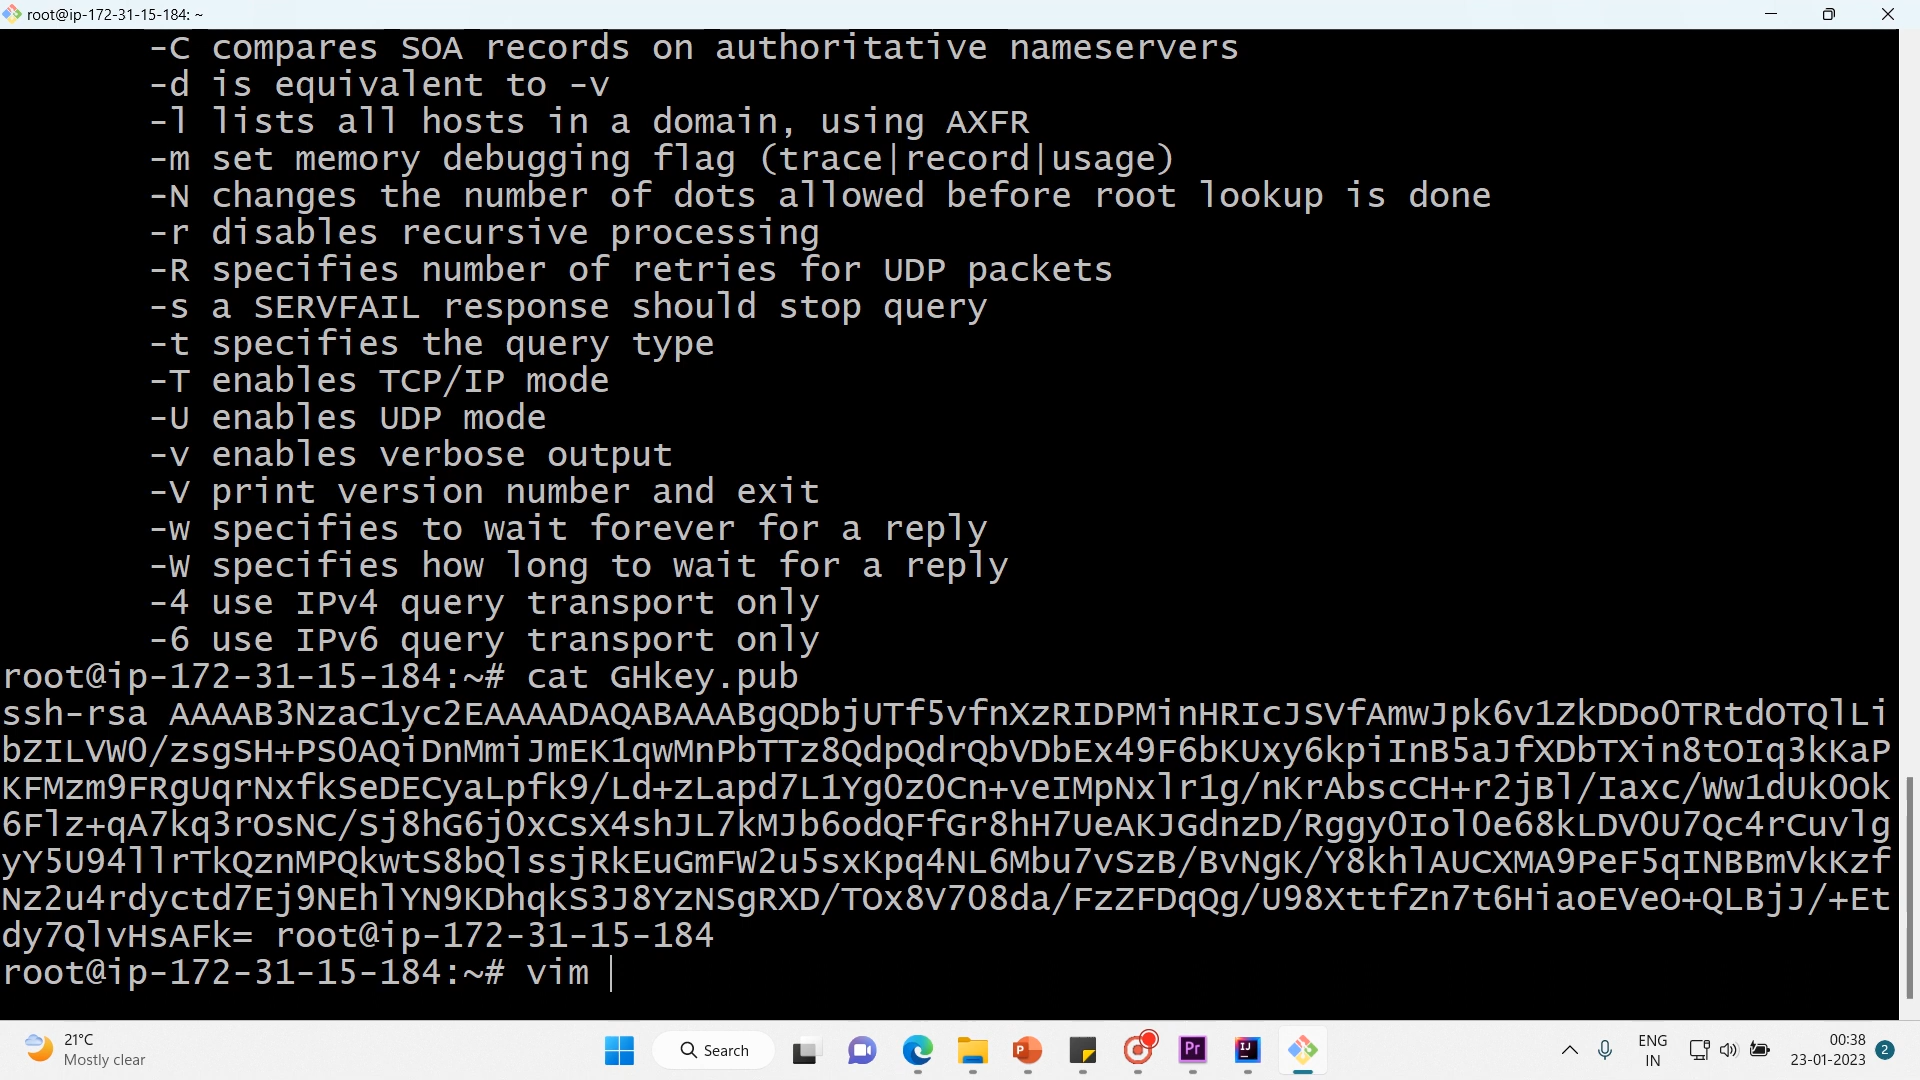 root@ip-172-31-15-184: ~
-C compares SOA records on authoritative nameservers
-d is equivalent to -v
-l lists all hosts in a domain, using AXFR
-m set memory debugging flag (trace|record|usage)
-N changes the number of dots allowed before root lookup is done
-r disables recursive processing
-R specifies number of retries for UDP packets
-s a SERVFAIL response should stop query
-t specifies the query type
-T enables TCP/IP mode
-U enables UDP mode
-v enables verbose output
-V print version number and exit
-w specifies to wait forever for a reply
-W specifies how long to wait for a reply
-4 use IPv4 query transport only
-6 use IPv6 query transport only
root@ip-172-31-15-184:~# cat GHkey.pub
ssh-rsa AAAAB3NzaC1yc2EAAAADAQABAAABgQDbjUTf5vfnXzRIDPMinHRIcJSVfAmwJpk6v1ZkDDoOTRtdOTQlLi
bZILVWO/zsgSH+PSOAQiDnMmiJmEK1qwMnPbTTz8QdpQdrQbVDbEx49F6bKUxy6kpiInB5aJfXDbTXin8tOIq3kKaP
KFMzm9FRgUqrNxfkSeDECyaLpfk9/Ld+zLapd7L1YgOzOCn+veIMpNxlr1g/nKrAbscCH+r2jBl/Iaxc/Ww1dUkOOk
6Flz+qA7kq3rOsNC/Sj8hG6jOxCsX4shJL7kMJb6odQFfGr8hH7UeAKJGdnzD/RggyOIolOe68kLDVOU7Qc4rCuvlg
yY5U94llrTkQznMPQkwtS8bQlssjRkEuGmFW2u5sxKpq4NL6Mbu7vSzB/BvNgK/Y8khlAUCXMA9PeF5qINBBmVkKzf
Nz2u4rdyctd7Ej9NEhlYN9KDhqkS3J8YzNSgRXD/TOx8V7O8da/FzZFDqQg/U98XttfZn7t6HiaoEVeO+QLBjJ/+Et
dy7QlvHsAFk= root@ip-172-31-15-184
root@ip-172-31-15-184:~# vim
21°C
Mostly clear
Search
Pr
IJ
ENG
IN
00:38
23-01-2023
2